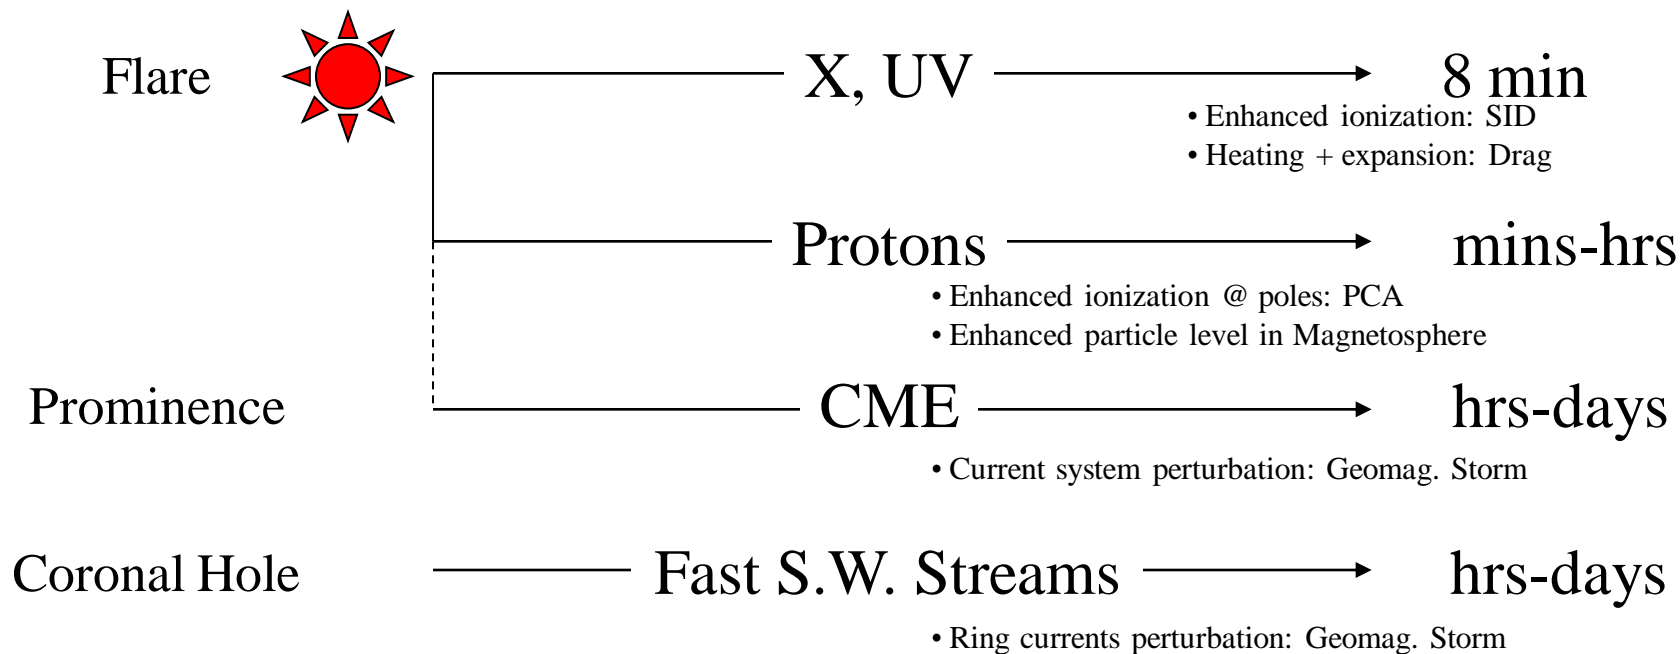 Flare X, UV 8 min
• Enhanced ionization: SID
• Heating + expansion: Drag
Protons mins-hrs
• Enhanced ionization @ poles: PCA
• Enhanced particle level in Magnetosphere
Prominence CME hrs-days
• Current system perturbation: Geomag. Storm
Coronal Hole Fast S.W. Streams hrs-days
• Ring currents perturbation: Geomag. Storm